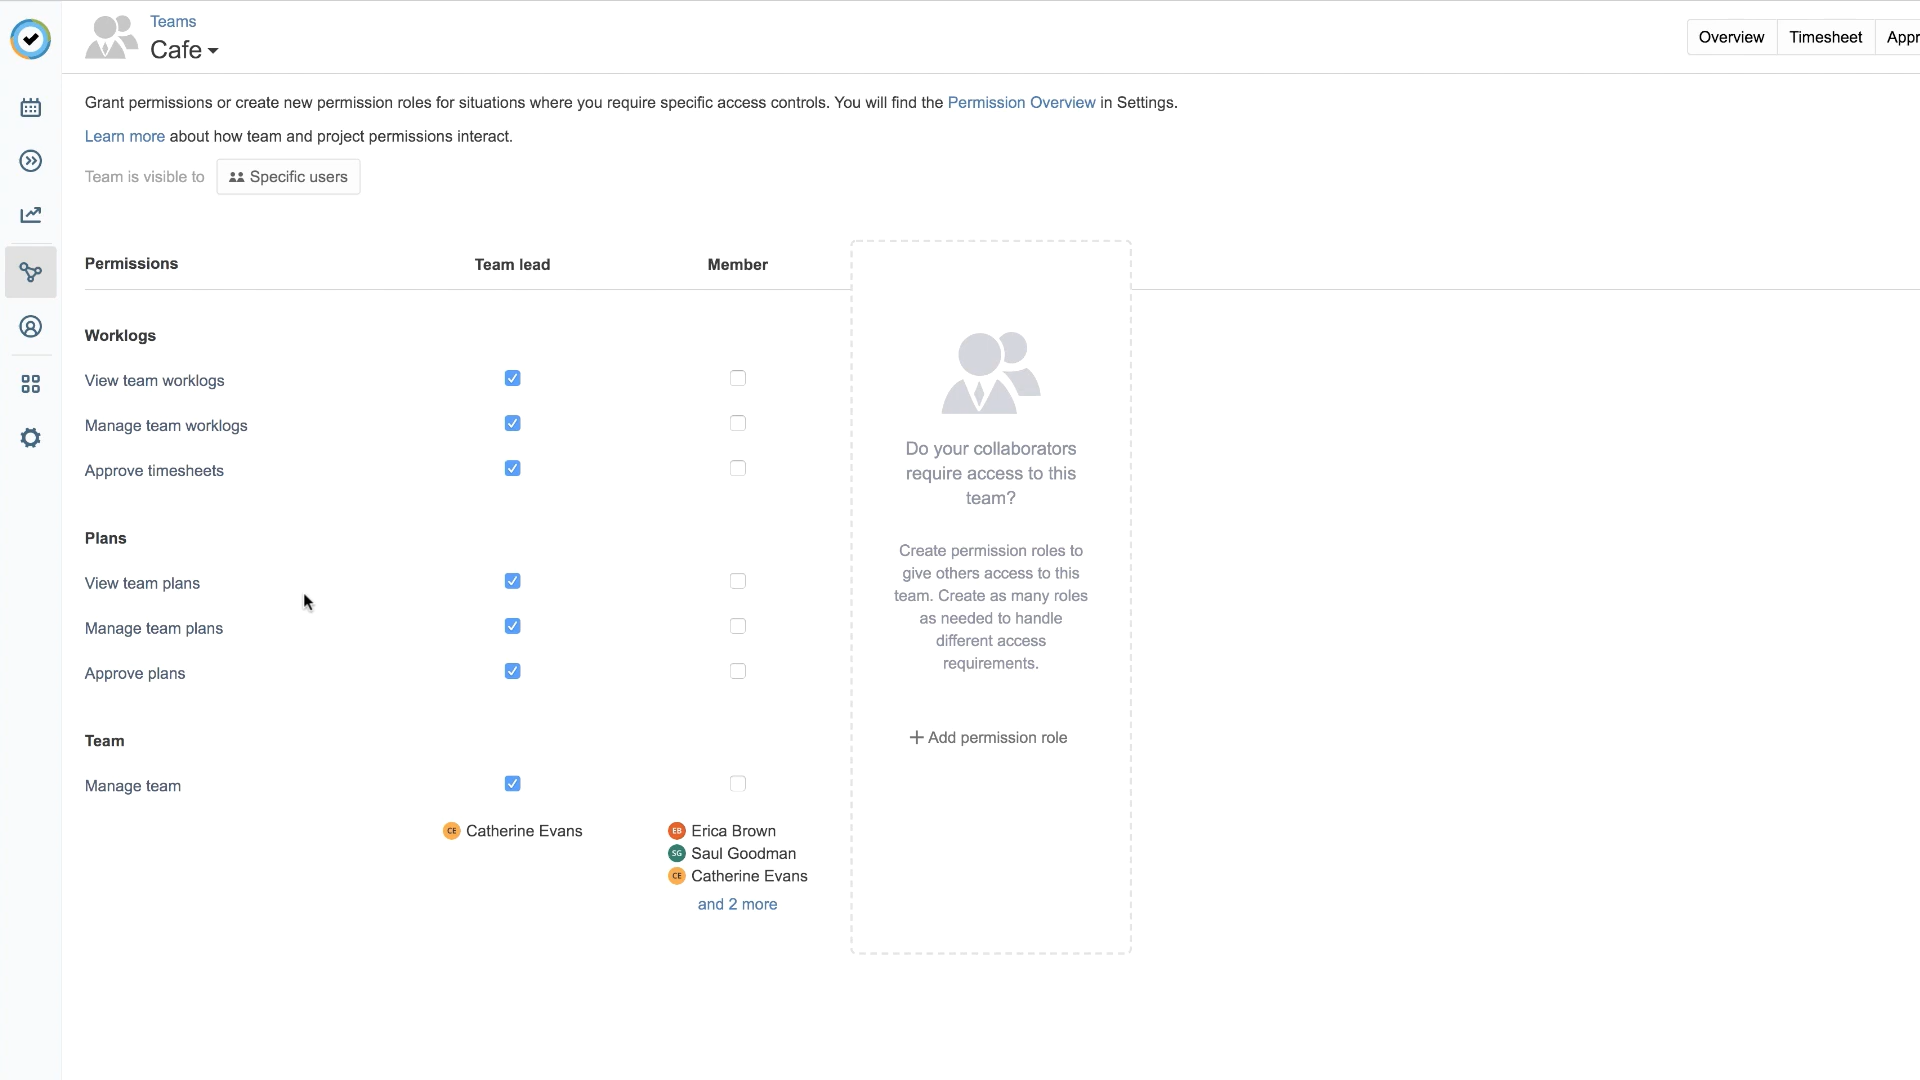 Teams
Cafe
Overview
Timesheet
Appr
Grant permissions or create new permission roles for situations where you require specific access controls. You will find the Permission Overview in Settings.
Learn more about how team and project permissions interact.
Team is visible to Specific users
Permissions
Team lead
Member
Worklogs
View team worklogs
Manage team worklogs
Approve timesheets
Plans
View team plans
Manage team plans
Approve plans
Team
Manage team
CE Catherine Evans
EB Erica Brown
SG Saul Goodman
CE Catherine Evans
and 2 more
Do your collaborators
require access to this
team?
Create permission roles to
give others access to this
team. Create as many roles
as needed to handle
different access
requirements.
+ Add permission role